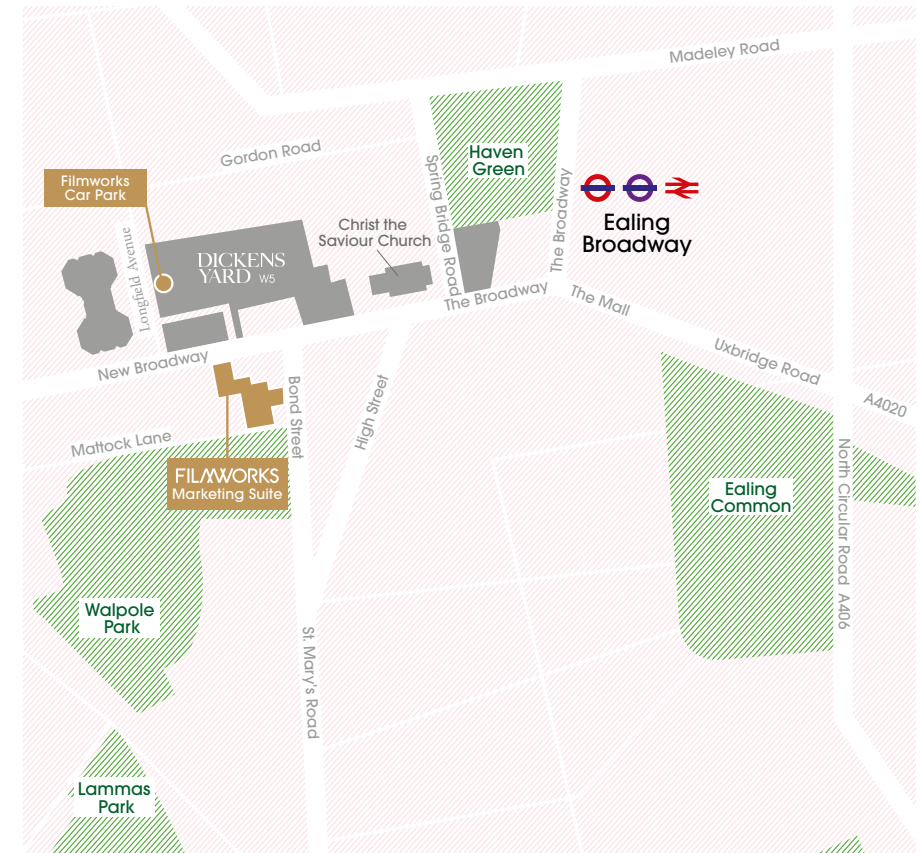 Madeley Road
Gordon Road
Haven
Green
Spring Bridge Road
The Broadway
Ealing
Broadway
Filmworks
Car Park
Longfield Avenue
DICKENS
YARD W5
Christ the
Saviour Church
The Broadway
The Mall
Uxbridge Road
A4020
New Broadway
Bond Street
High Street
Mattock Lane
FILMWORKS
Marketing Suite
Ealing
Common
North Circular Road A406
Walpole
Park
St. Mary's Road
Lammas
Park